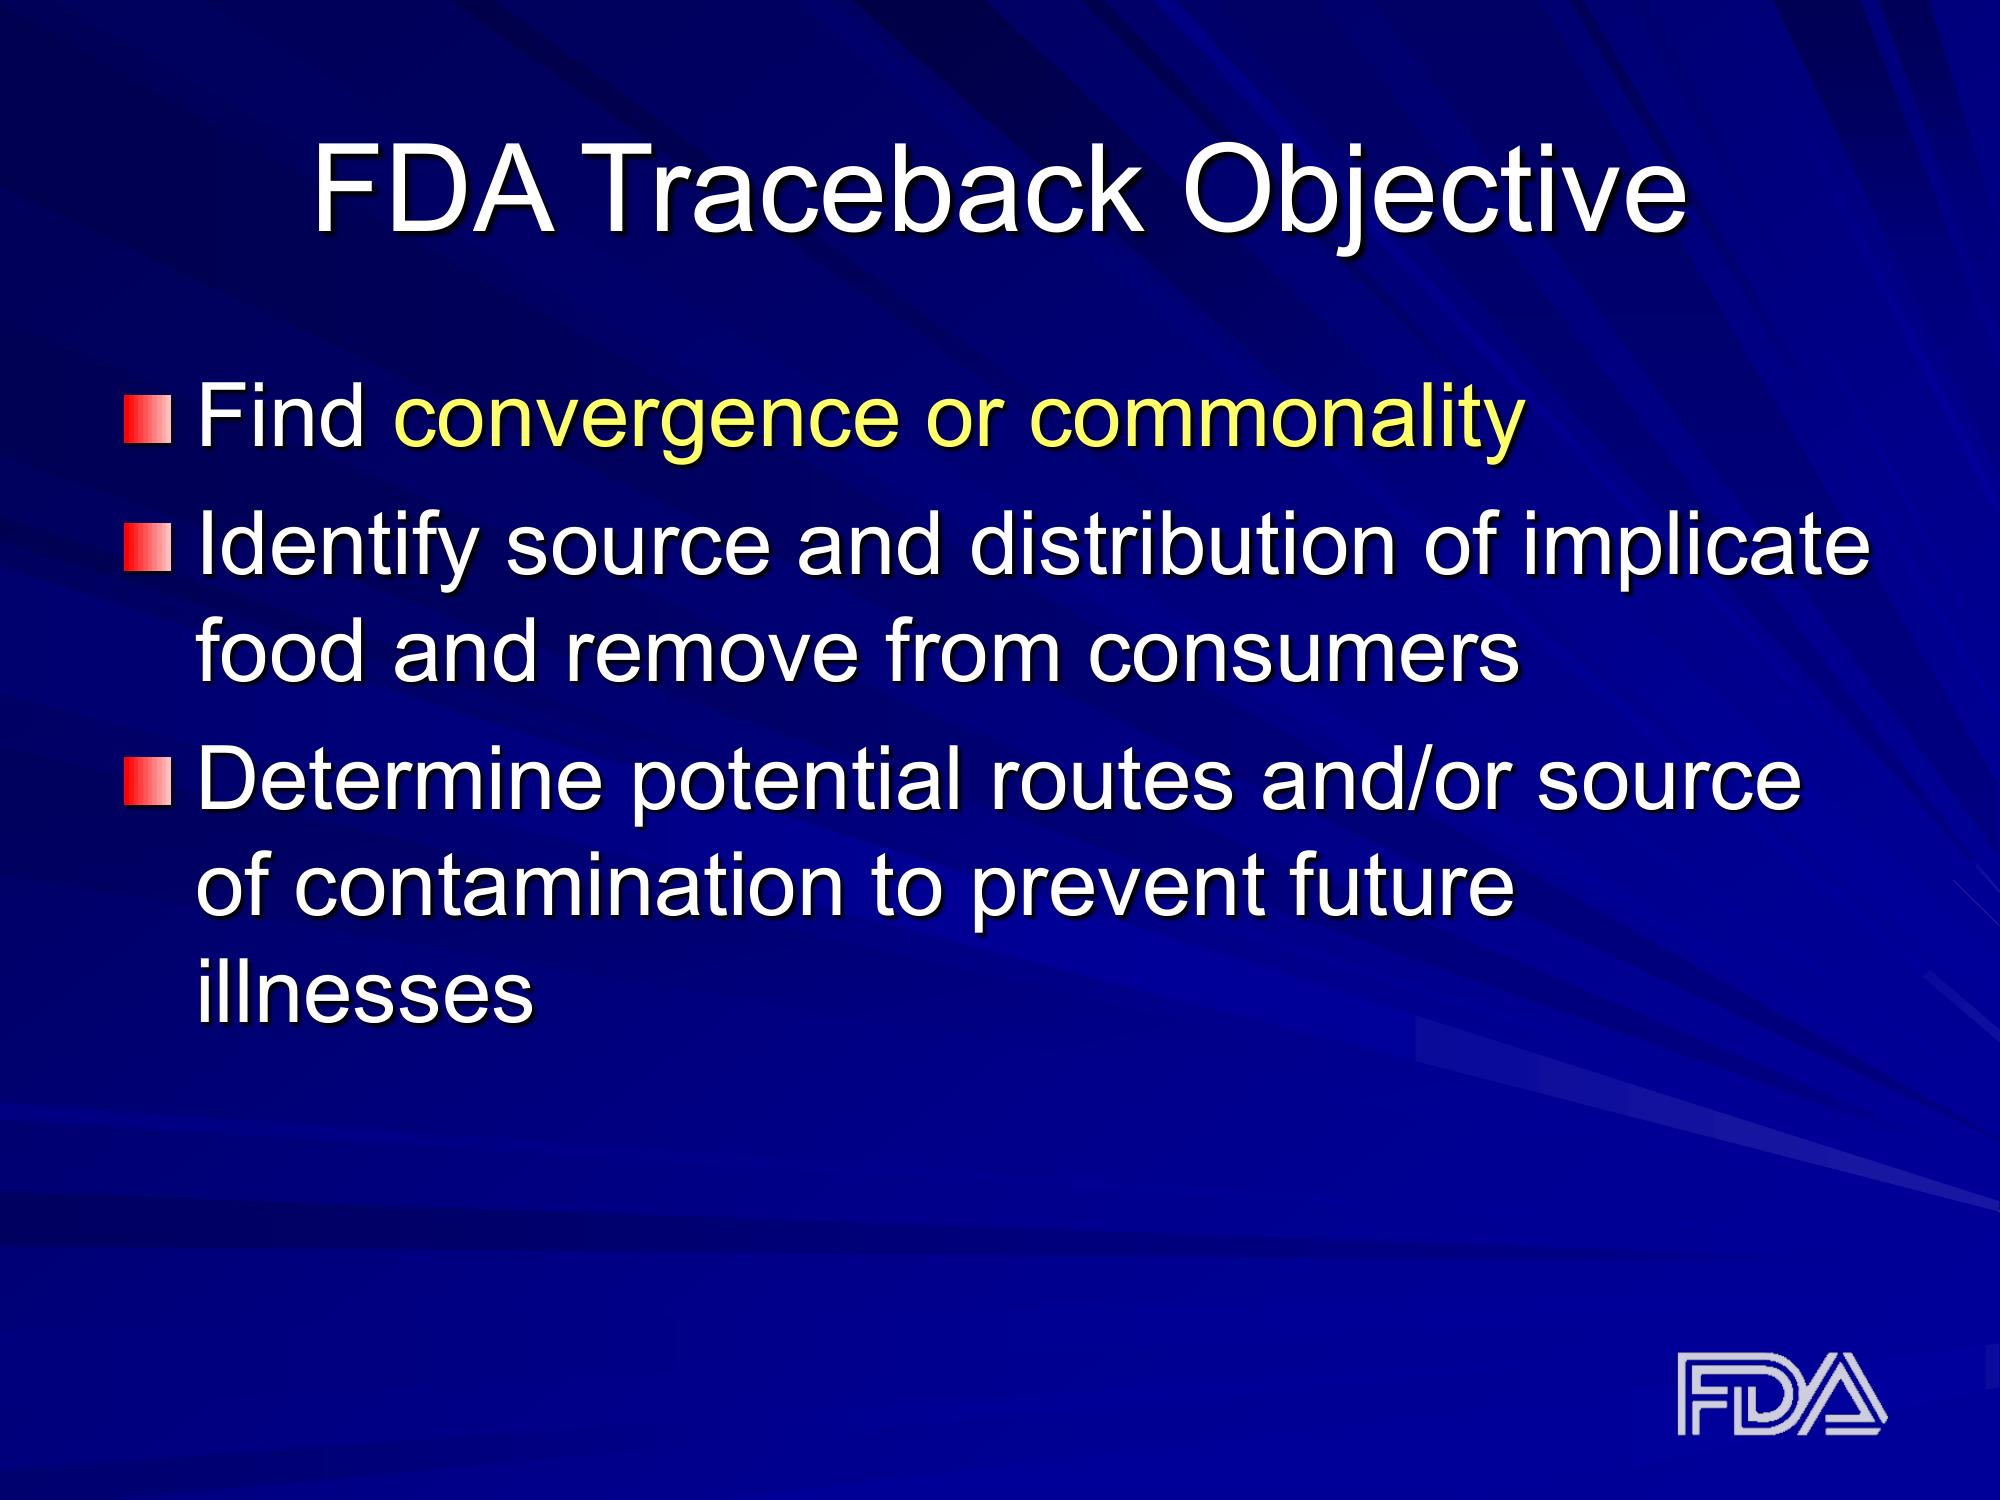 FDA Traceback Objective
Find convergence or commonality
Identify source and distribution of implicate
food and remove from consumers
Determine potential routes and/or source
of contamination to prevent future
illnesses
FDA